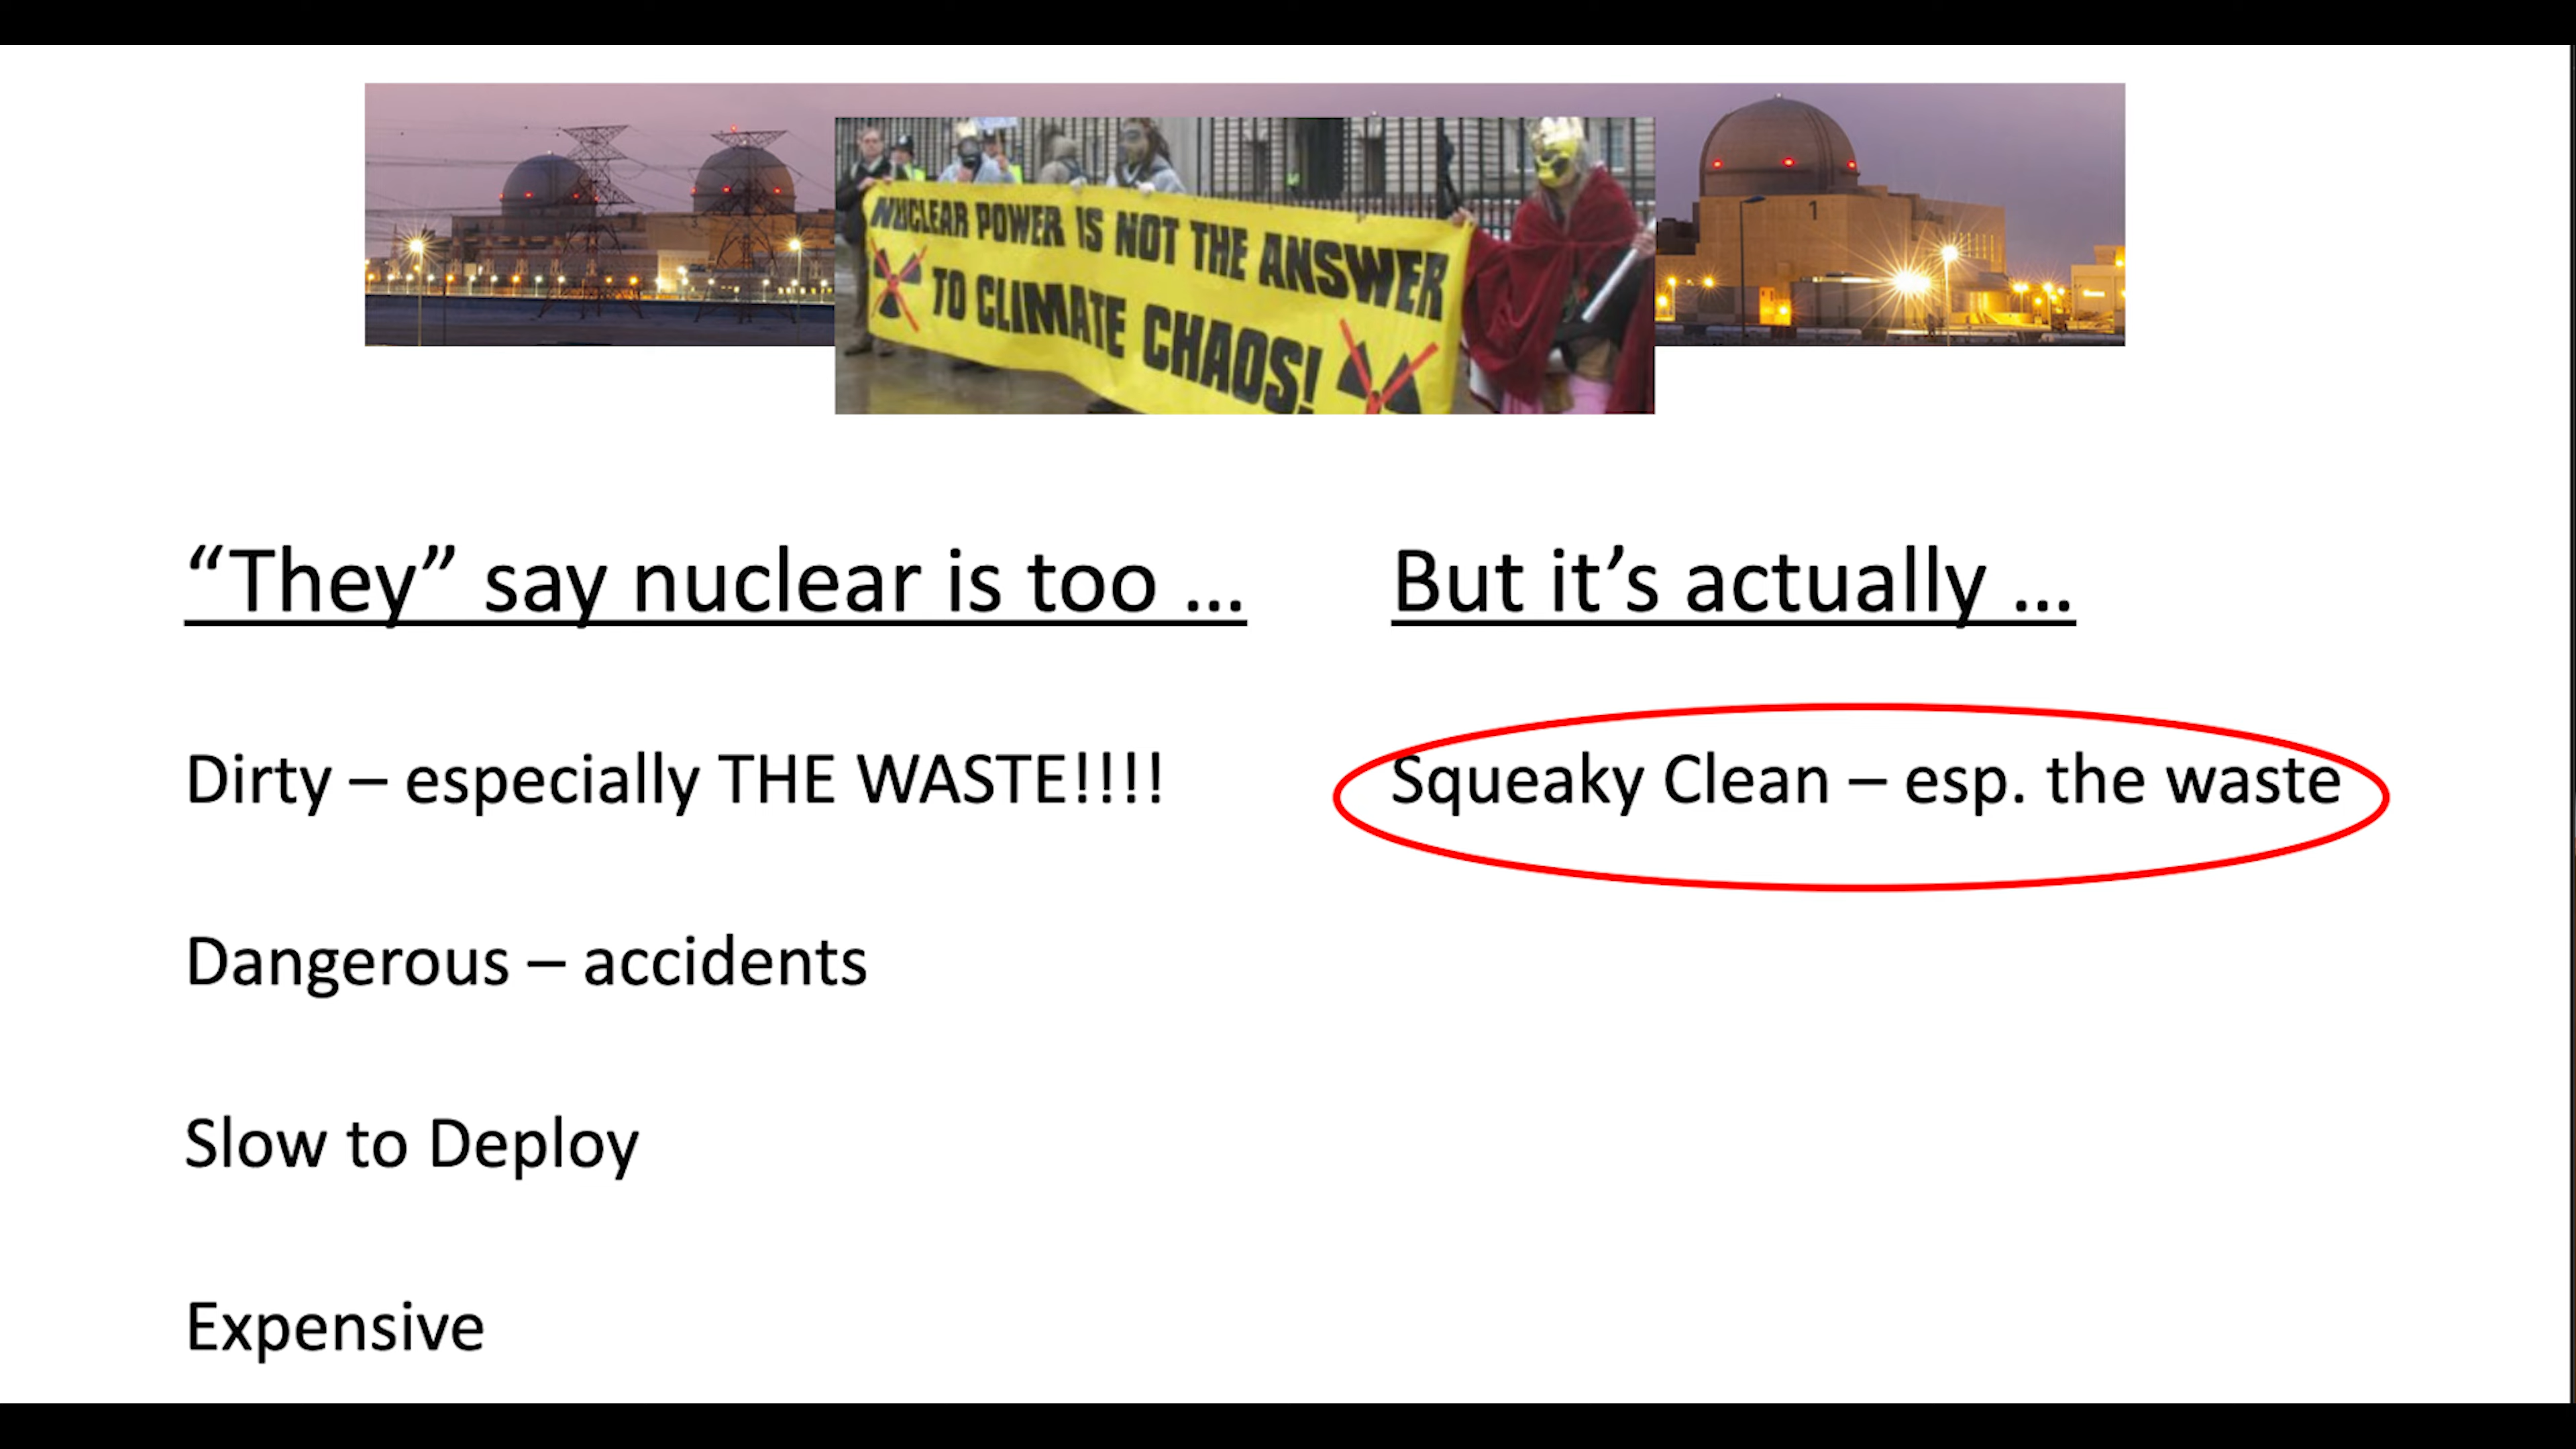 NUCLEAR POWER IS NOT THE ANSWER
TO CLIMATE CHAOS!
1
“They” say nuclear is too ...
But it’s actually ...
Dirty – especially THE WASTE!!!!
Squeaky Clean – esp. the waste
Dangerous – accidents
Slow to Deploy
Expensive